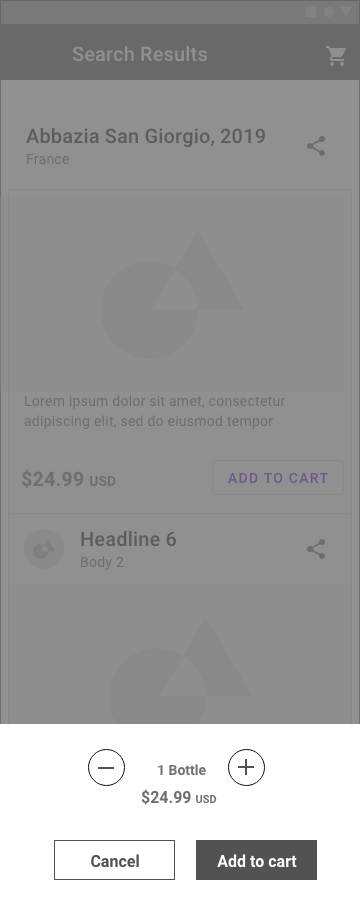 Search Results
Abbazia San Giorgio, 2019
France
Lorem ipsum dolor sit amet, consectetur
adipiscing elit, sed do eiusmod tempor
$24.99 USD
ADD TO CART
Headline 6
Body 2
1 Bottle
$24.99 USD
Cancel
Add to cart